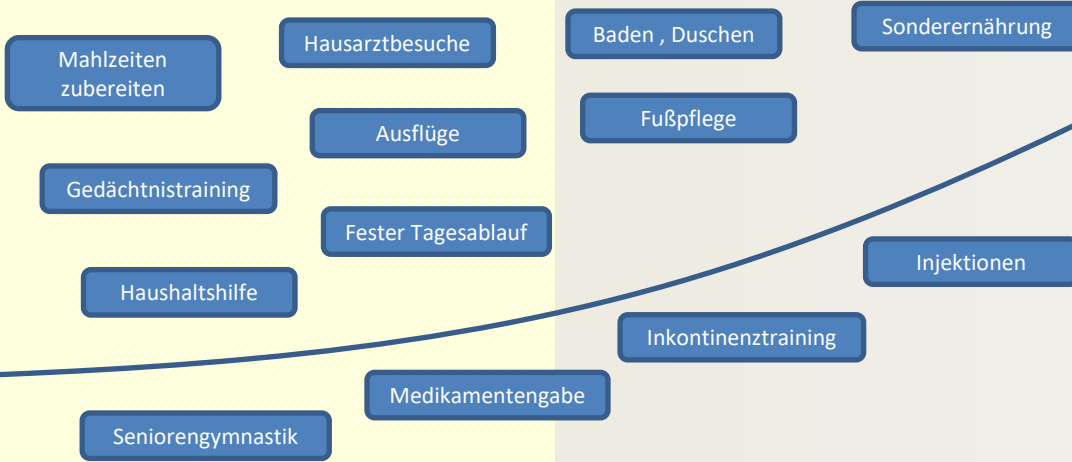 Mahlzeiten
zubereiten
Hausarztbesuche
Baden , Duschen
Sonderernährung
Ausflüge
Fußpflege
Gedächtnistraining
Fester Tagesablauf
Haushaltshilfe
Injektionen
Inkontinenztraining
Medikamentengabe
Seniorengymnastik